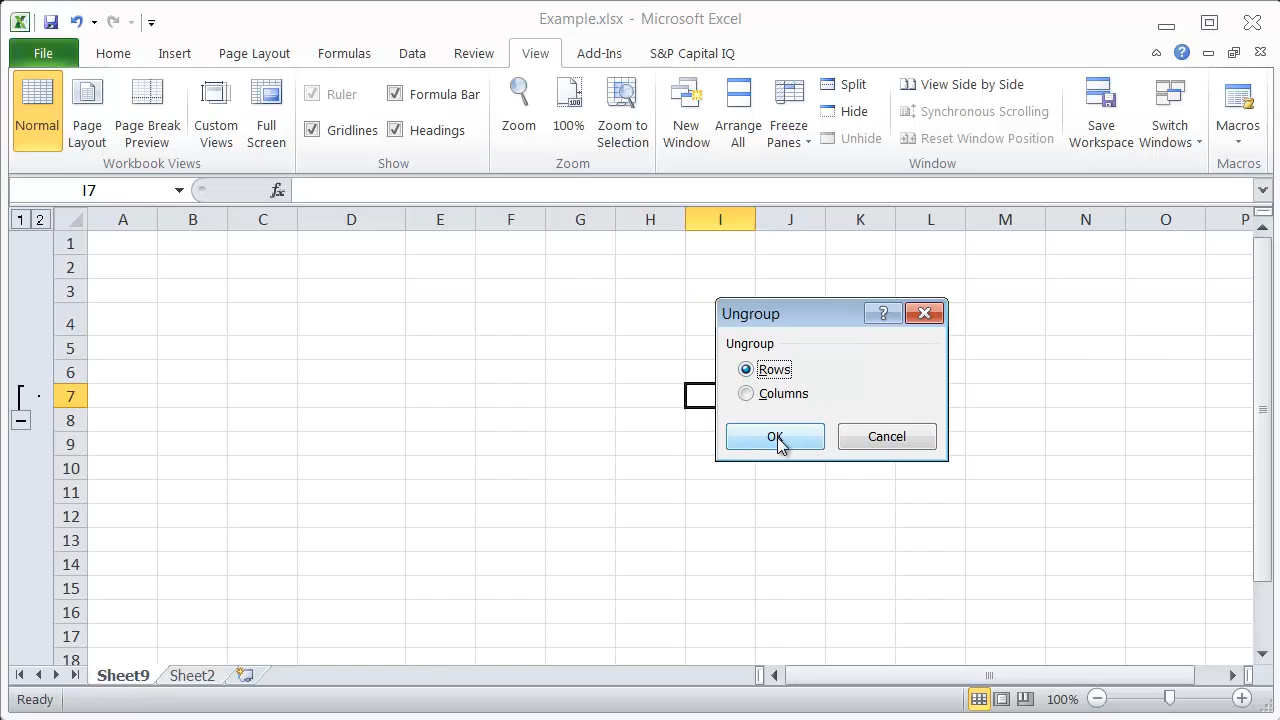 Example.xlsx - Microsoft Excel
File Home Insert Page Layout Formulas Data Review View Add-Ins S&P Capital IQ
Normal
Page Layout
Page Break Preview
Custom Views
Full Screen
Workbook Views
Ruler
Formula Bar
Gridlines
Headings
Show
Zoom
100
100%
Zoom to Selection
Zoom
New Window
Arrange All
Freeze Panes
Split
Hide
Unhide
View Side by Side
Synchronous Scrolling
Reset Window Position
Window
Save Workspace
Switch Windows
Macros
Macros
I7
fx
1 2
A B C D E F G H I J K L M N O P
1
2
3
4
5
6
7
8
9
10
11
12
13
14
15
16
17
18
Ungroup
?
Ungroup
Rows
Columns
OK Cancel
Sheet9 Sheet2
Ready 100%